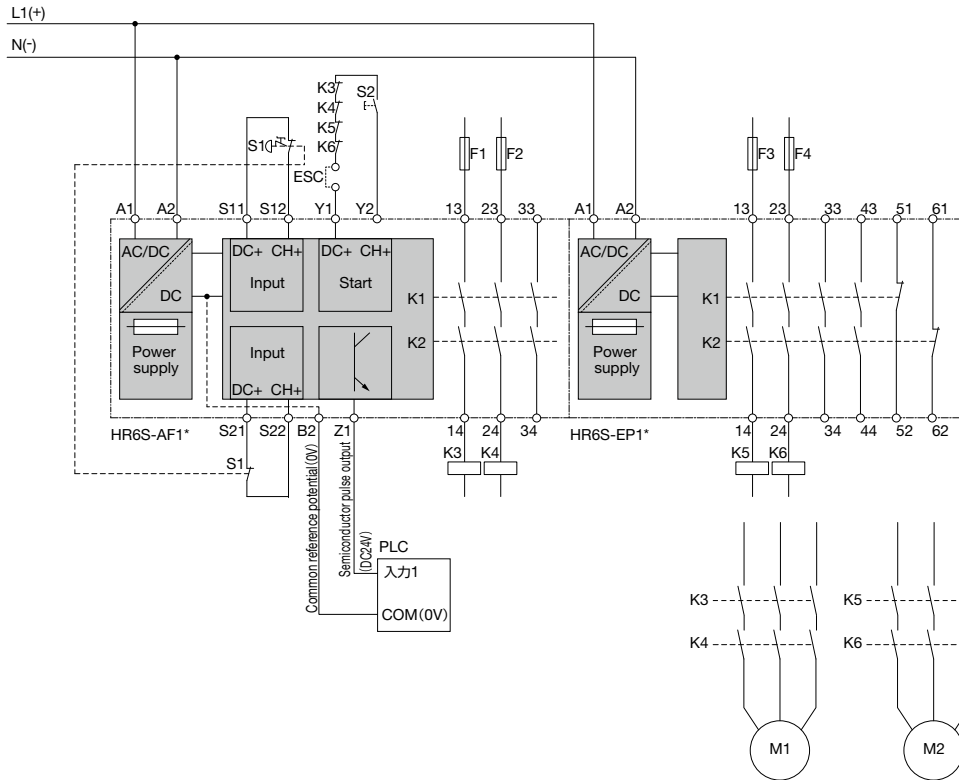 L1(+)
N(-)
K3
K4
K5
K6
S2
S1
ESC
F1
F2
F3
F4
A1
A2
S11
S12
Y1
Y2
13
23
33
A1
A2
13
23
33
43
51
61
AC/DC
DC
Power
supply
DC+ CH+
Input
DC+ CH+
Start
K1
K2
Input
DC+ CH+
AC/DC
DC
Power
supply
K1
K2
HR6S-AF1*
S21
S22
B2
Z1
14
24
34
HR6S-EP1*
14
24
34
44
52
62
S1
K3
K4
K5
K6
Common reference potential(0V)
Semiconductor pulse output
(DC24V)
PLC
入力1
COM(0V)
K3
K4
K5
K6
M1
M2